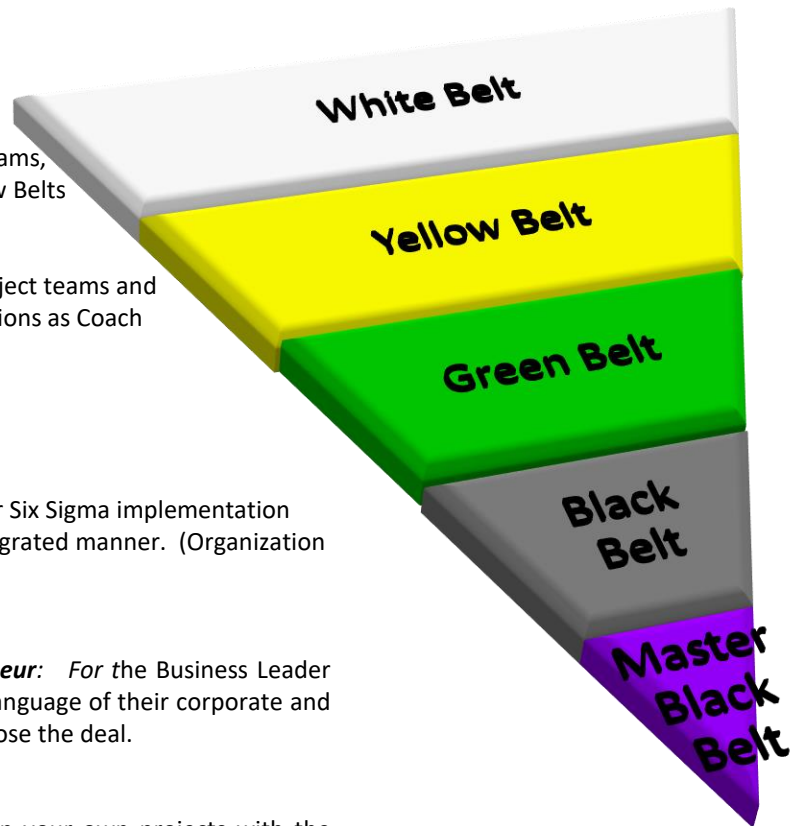 White Belt
ams,
w Belts
Yellow Belt
ject teams and
ions as Coach
Green Belt
r Six Sigma implementation
grated manner. (Organization
Black
Belt
eur: For the Business Leader
anguage of their corporate and
ose the deal.
Master
Black
Belt